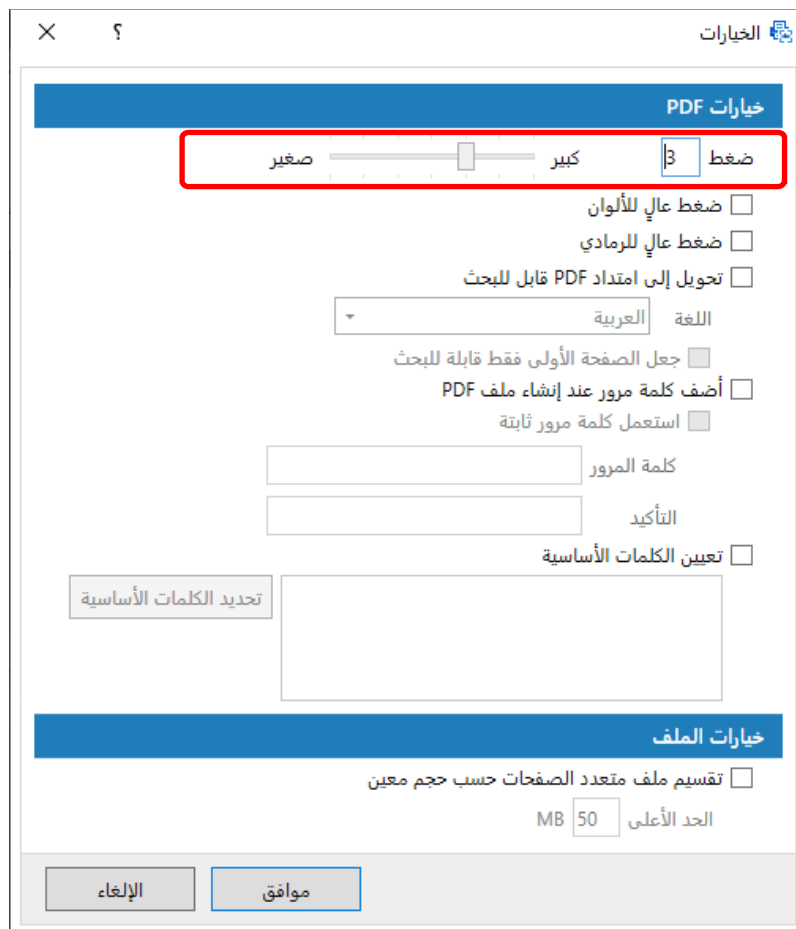 الخيارات ؟
خيارات PDF
ضغط 3 كبير صغير
ضغط عالٍ للألوان
ضغط عالٍ للرمادي
تحويل إلى امتداد PDF قابل للبحث
اللغة العربية
جعل الصفحة الأولى فقط قابلة للبحث
أضف كلمة مرور عند إنشاء ملف PDF
استعمل كلمة مرور ثابتة
كلمة المرور
التأكيد
تعيين الكلمات الأساسية
تحديد الكلمات الأساسية
خيارات الملف
تقسيم ملف متعدد الصفحات حسب حجم معين
الحد الأعلى 50 MB
موافق الإلغاء